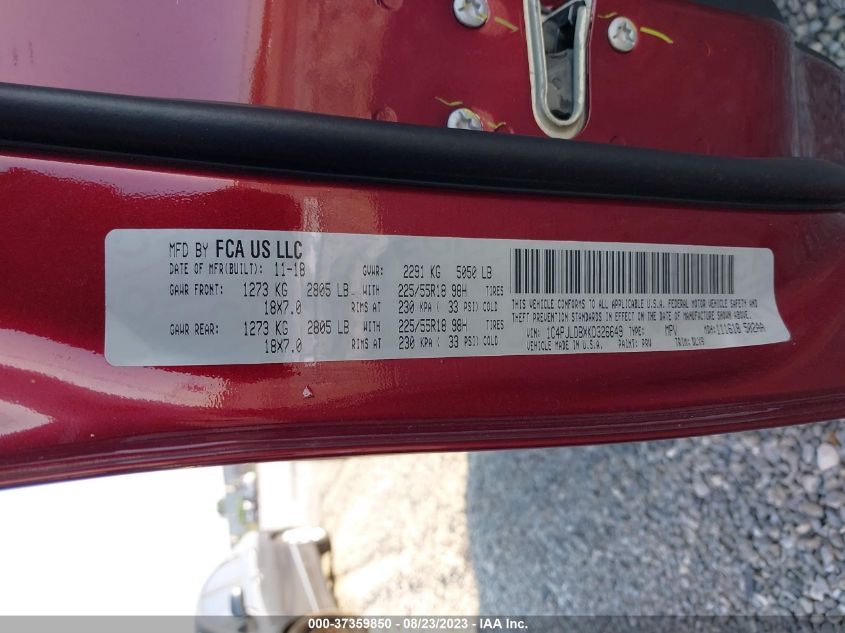 MFD BY FCA US LLC
DATE OF MFR(BUILT): 11-18 GVWR: 2291 KG 5050 LB
GAWR FRONT: 1273 KG 2805 LB WITH 225/55R18 98H TIRES
18X7.0 RIMS AT 230 KPA ( 33 PSI) COLD
GAWR REAR: 1273 KG 2805 LB WITH 225/55R18 98H TIRES
18X7.0 RIMS AT 230 KPA ( 33 PSI) COLD
THIS VEHICLE CONFORMS TO ALL APPLICABLE U.S.A. FEDERAL MOTOR VEHICLE SAFETY AND
THEFT PREVENTION STANDARDS IN EFFECT ON THE DATE OF MANUFACTURE SHOWN ABOVE.
VIN: 1C4PJLDBXKD326649 TYPE: MPV MDH: 111618
VEHICLE MADE IN U.S.A. PAINT: PRV TRIM:
000-37359850 - 08/23/2023 - IAA Inc.